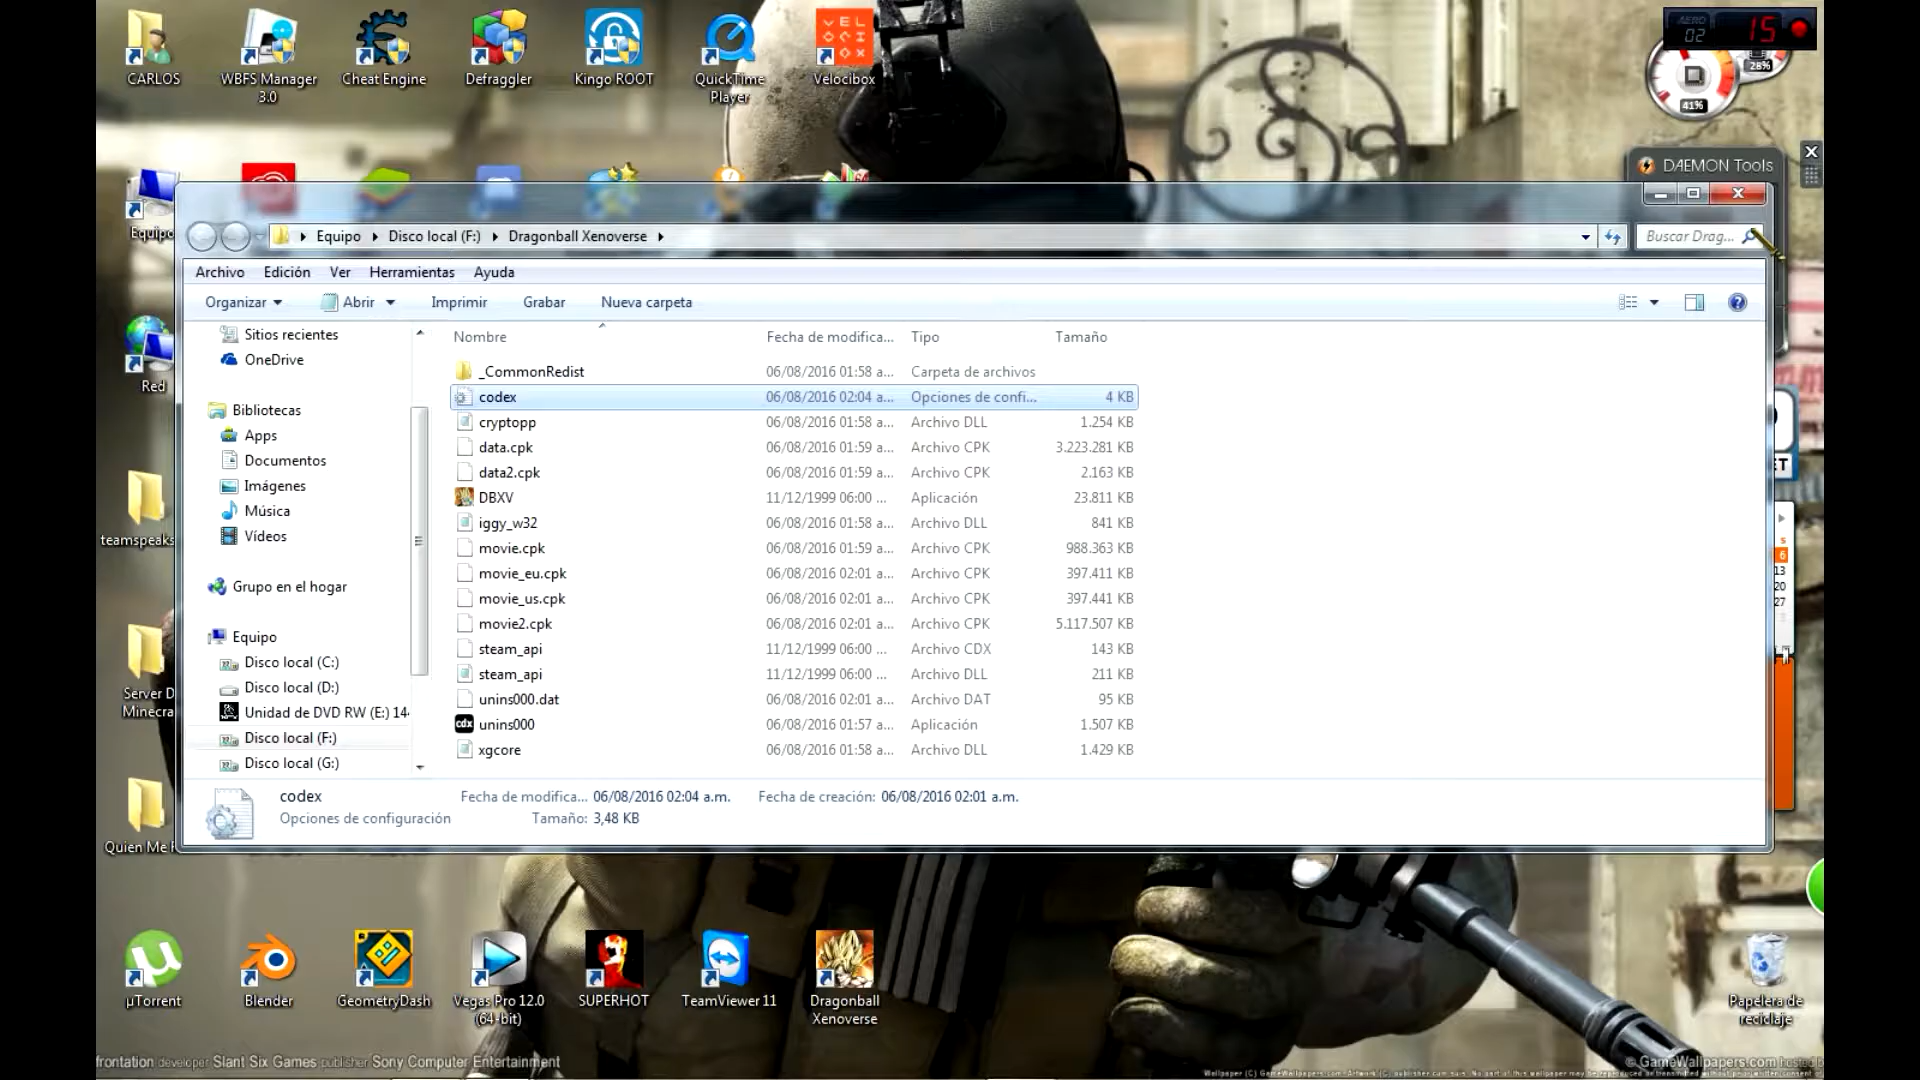 CARLOS
WBFS Manager
3.0
Cheat Engine
Defraggler
Kingo ROOT
QuickTime
Player
Velocibox
VEL
OCI
BOX
AERO
02
15
28%
41%
DAEMON Tools
Equipo
Red
teamspeaks
Server D
Minecra
Quien Me
Equipo
Disco local (F:)
Dragonball Xenoverse
Buscar Drag...
Archivo Edición Ver Herramientas Ayuda
Organizar Abrir Imprimir Grabar Nueva carpeta
Sitios recientes
OneDrive
Bibliotecas
Apps
Documentos
Imágenes
Música
Vídeos
Grupo en el hogar
Equipo
Disco local (C:)
Disco local (D:)
Unidad de DVD RW (E:) 14
Disco local (F:)
Disco local (G:)
Nombre Fecha de modifica... Tipo Tamaño
_CommonRedist 06/08/2016 01:58 a... Carpeta de archivos
codex 06/08/2016 02:04 a... Opciones de confi... 4 KB
cryptopp 06/08/2016 01:58 a... Archivo DLL 1.254 KB
data.cpk 06/08/2016 01:59 a... Archivo CPK 3.223.281 KB
data2.cpk 06/08/2016 01:59 a... Archivo CPK 2.163 KB
DBXV 11/12/1999 06:00 ... Aplicación 23.811 KB
iggy_w32 06/08/2016 01:58 a... Archivo DLL 841 KB
movie.cpk 06/08/2016 01:59 a... Archivo CPK 988.363 KB
movie_eu.cpk 06/08/2016 02:01 a... Archivo CPK 397.411 KB
movie_us.cpk 06/08/2016 02:01 a... Archivo CPK 397.441 KB
movie2.cpk 06/08/2016 02:01 a... Archivo CPK 5.117.507 KB
steam_api 11/12/1999 06:00 ... Archivo CDX 143 KB
steam_api 11/12/1999 06:00 ... Archivo DLL 211 KB
unins000.dat 06/08/2016 02:01 a... Archivo DAT 95 KB
cdx
unins000 06/08/2016 01:57 a... Aplicación 1.507 KB
xgcore 06/08/2016 01:58 a... Archivo DLL 1.429 KB
codex Fecha de modifica... 06/08/2016 02:04 a.m. Fecha de creación: 06/08/2016 02:01 a.m.
Opciones de configuración Tamaño: 3,48 KB
ET
s
6
13
20
27
µTorrent
Blender
GeometryDash
Vegas Pro 12.0
(64-bit)
SUPERHOT
TeamViewer 11
Dragonball
Xenoverse
Papelera de
reciclaje
frontation developer Slant Six Games publisher Sony Computer Entertainment
© GameWallpapers.com hosted b